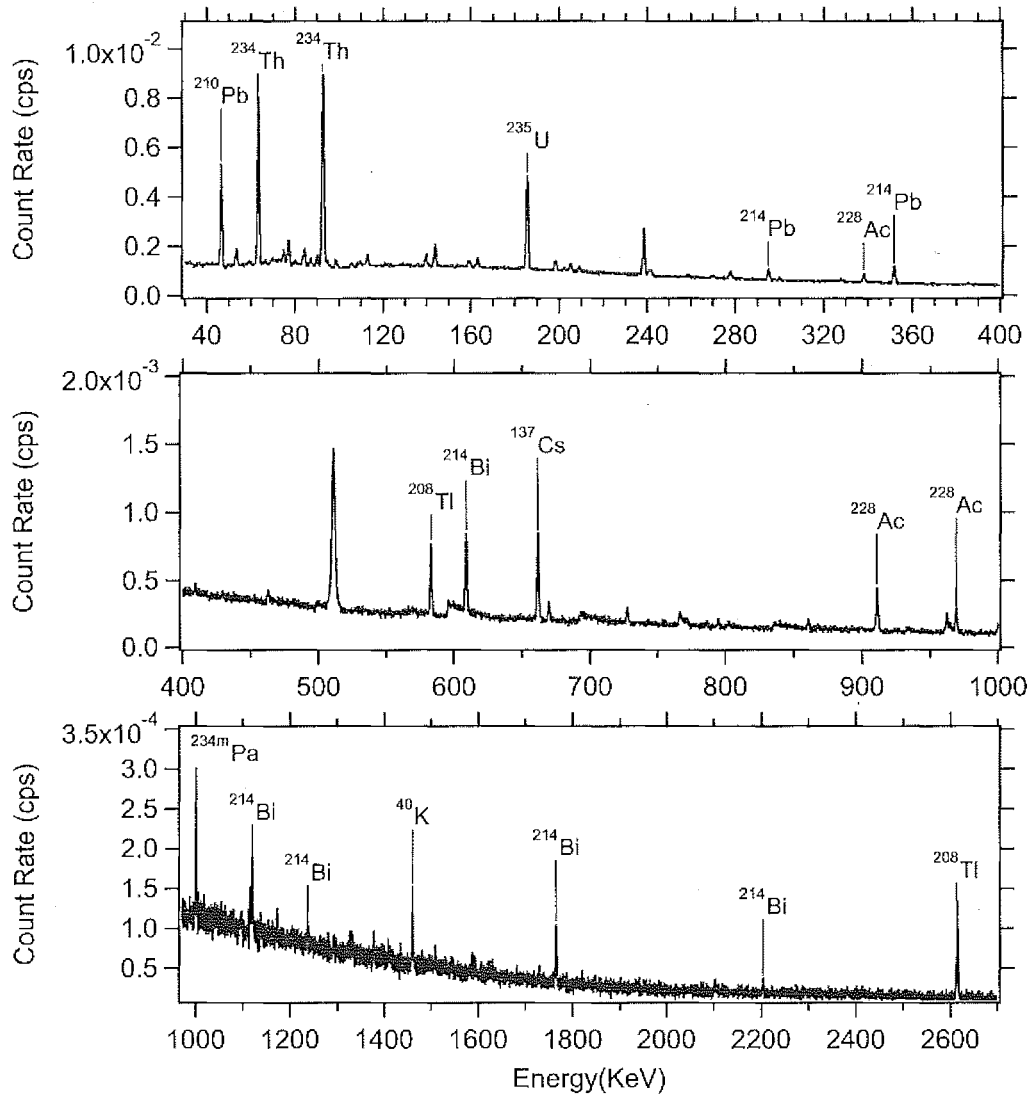 1.0x10⁻²
0.8
0.6
0.4
0.2
0.0
Count Rate (cps)
²¹⁰Pb
²³⁴Th
²³⁴Th
²³⁵U
²¹⁴Pb
²²⁸Ac
²¹⁴Pb
40 80 120 160 200 240 280 320 360 400
2.0x10⁻³
1.5
1.0
0.5
0.0
Count Rate (cps)
²⁰⁸Tl
²¹⁴Bi
¹³⁷Cs
²²⁸Ac
²²⁸Ac
400 500 600 700 800 900 1000
3.5x10⁻⁴
3.0
2.5
2.0
1.5
1.0
0.5
Count Rate (cps)
²³⁴ᵐPa
²¹⁴Bi
²¹⁴Bi
⁴⁰K
²¹⁴Bi
²¹⁴Bi
²⁰⁸Tl
1000 1200 1400 1600 1800 2000 2200 2400 2600
Energy(KeV)